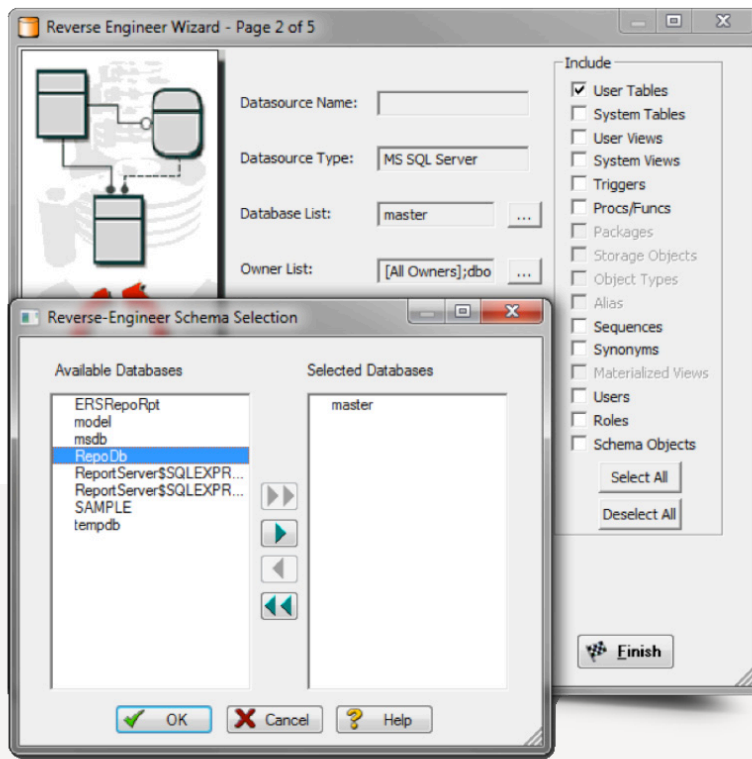 Reverse Engineer Wizard - Page 2 of 5
Datasource Name:
Datasource Type:
MS SQL Server
Database List:
master
...
Owner List:
[All Owners];dbo
...
Include
User Tables
System Tables
User Views
System Views
Triggers
Procs/Funcs
Packages
Storage Objects
Object Types
Alias
Sequences
Synonyms
Materialized Views
Users
Roles
Schema Objects
Select All
Deselect All
Finish
Reverse-Engineer Schema Selection
Available Databases
ERSRepoRpt
model
msdb
RepoDb
ReportServer$SQLEXPR...
ReportServer$SQLEXPR...
SAMPLE
tempdb
Selected Databases
master
OK
Cancel
Help